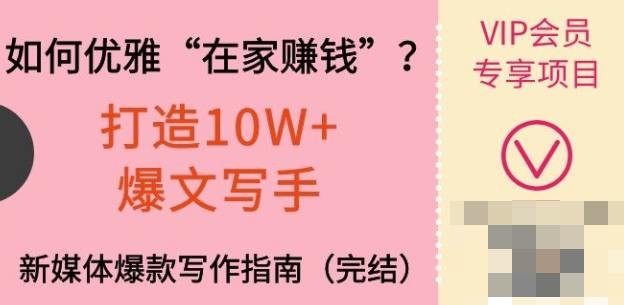 如何优雅“在家赚钱”？
打造10W+
爆文写手
新媒体爆款写作指南（完结）
VIP会员
专享项目